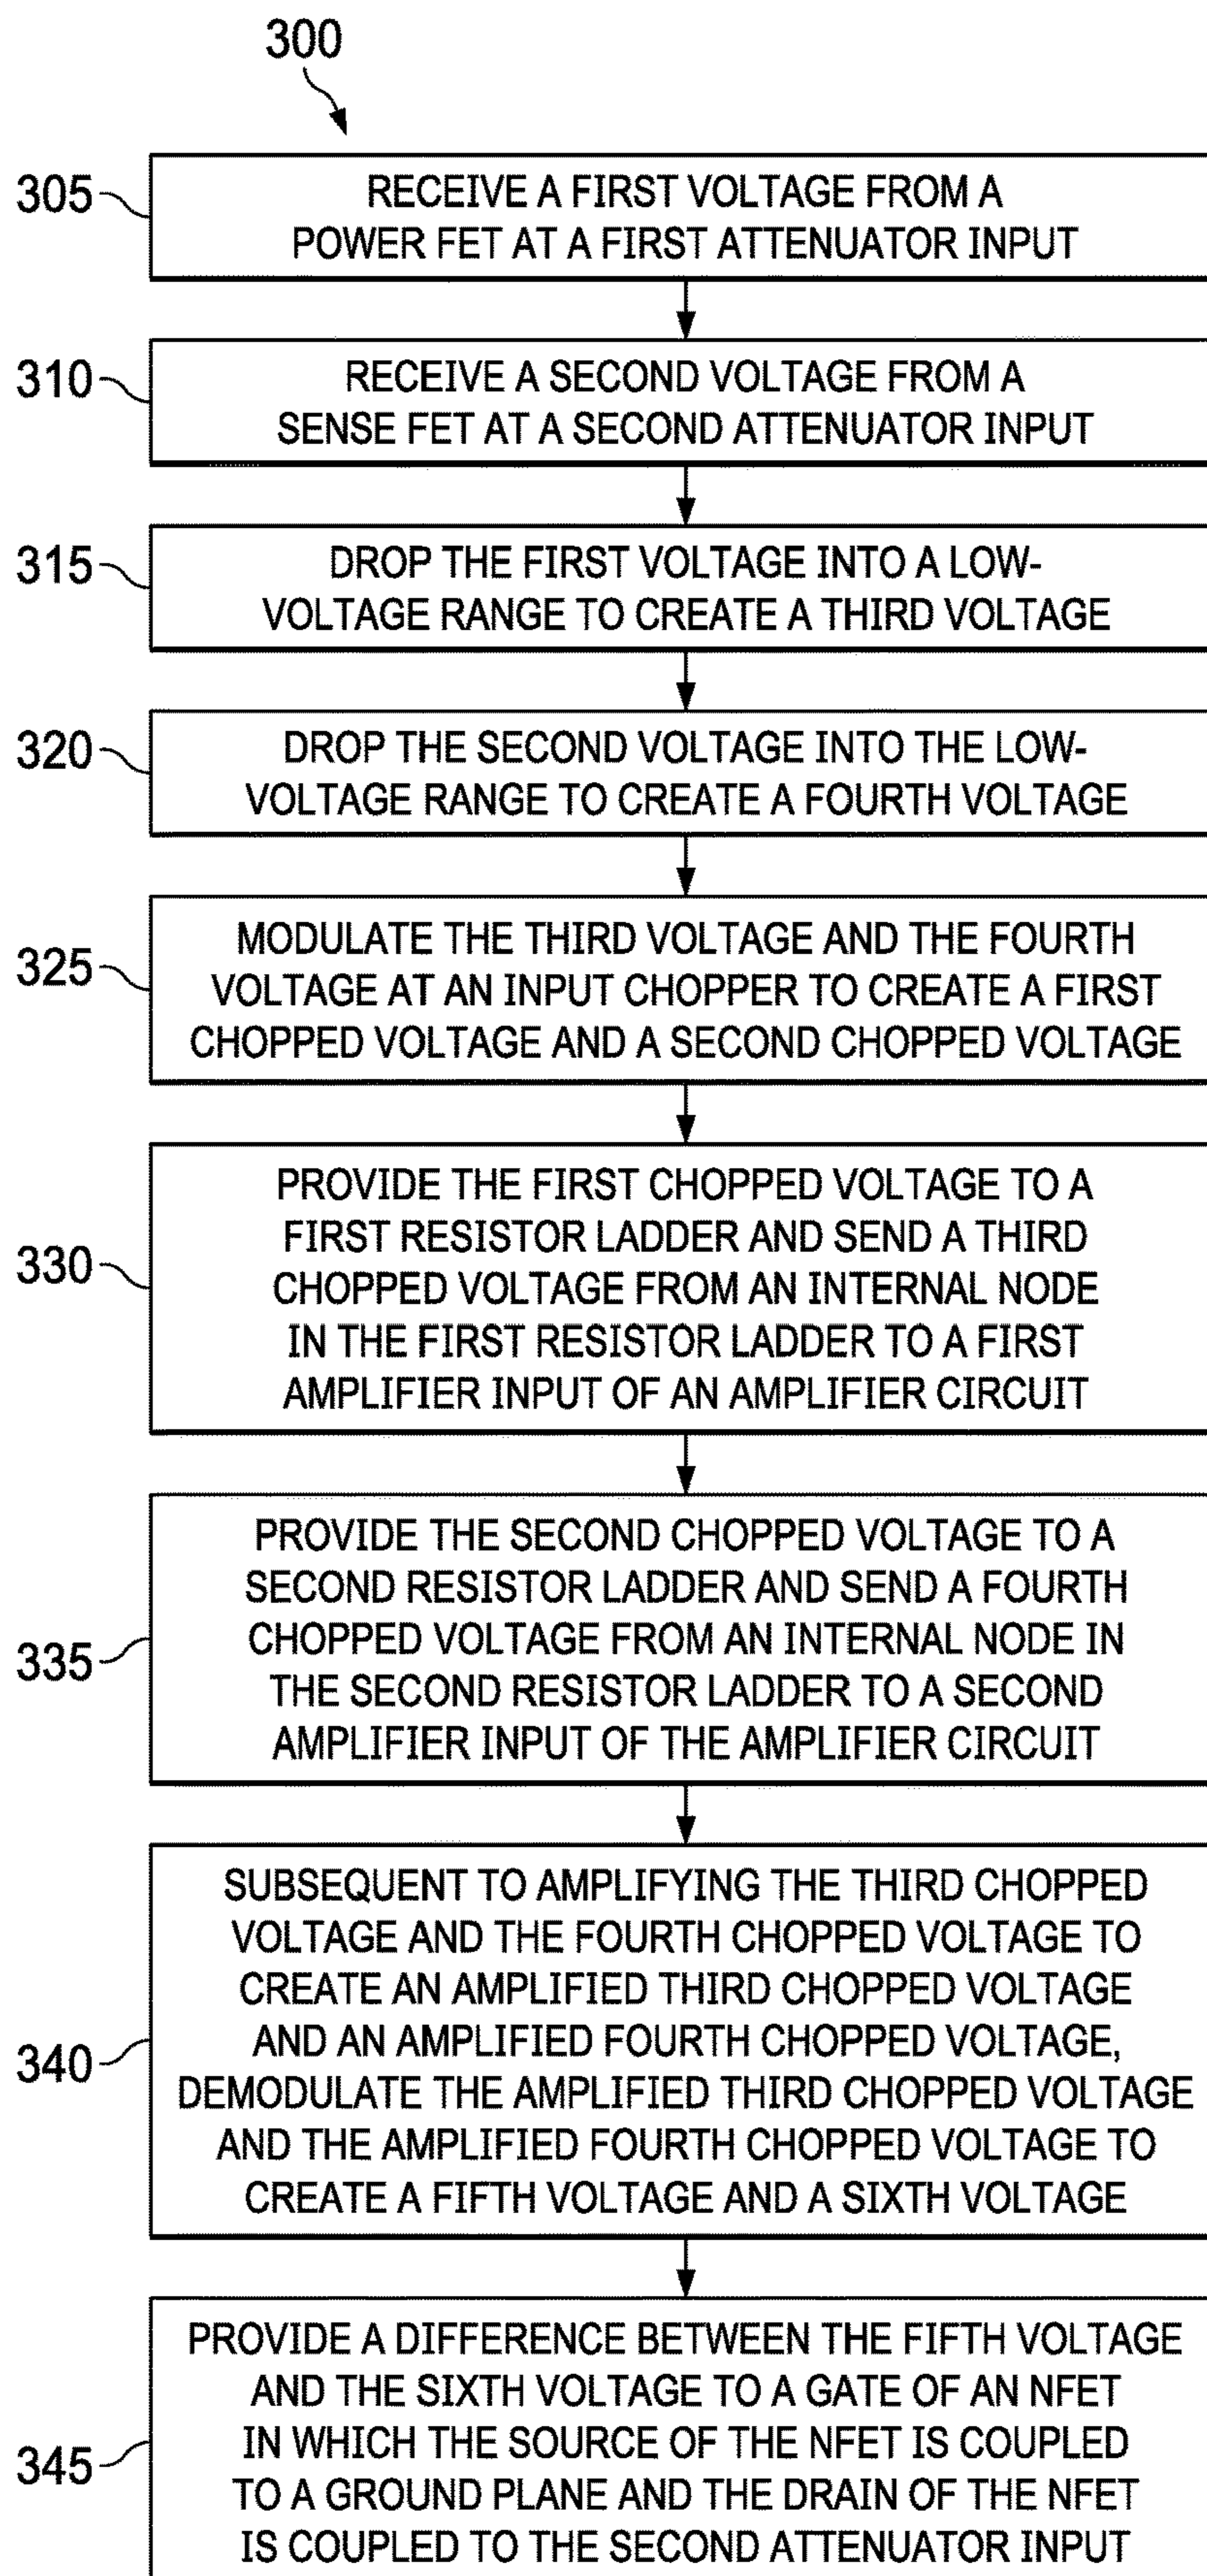 300
305
RECEIVE A FIRST VOLTAGE FROM A
POWER FET AT A FIRST ATTENUATOR INPUT
310
RECEIVE A SECOND VOLTAGE FROM A
SENSE FET AT A SECOND ATTENUATOR INPUT
315
DROP THE FIRST VOLTAGE INTO A LOW-
VOLTAGE RANGE TO CREATE A THIRD VOLTAGE
320
DROP THE SECOND VOLTAGE INTO THE LOW-
VOLTAGE RANGE TO CREATE A FOURTH VOLTAGE
325
MODULATE THE THIRD VOLTAGE AND THE FOURTH
VOLTAGE AT AN INPUT CHOPPER TO CREATE A FIRST
CHOPPED VOLTAGE AND A SECOND CHOPPED VOLTAGE
330
PROVIDE THE FIRST CHOPPED VOLTAGE TO A
FIRST RESISTOR LADDER AND SEND A THIRD
CHOPPED VOLTAGE FROM AN INTERNAL NODE
IN THE FIRST RESISTOR LADDER TO A FIRST
AMPLIFIER INPUT OF AN AMPLIFIER CIRCUIT
335
PROVIDE THE SECOND CHOPPED VOLTAGE TO A
SECOND RESISTOR LADDER AND SEND A FOURTH
CHOPPED VOLTAGE FROM AN INTERNAL NODE IN
THE SECOND RESISTOR LADDER TO A SECOND
AMPLIFIER INPUT OF THE AMPLIFIER CIRCUIT
340
SUBSEQUENT TO AMPLIFYING THE THIRD CHOPPED
VOLTAGE AND THE FOURTH CHOPPED VOLTAGE TO
CREATE AN AMPLIFIED THIRD CHOPPED VOLTAGE
AND AN AMPLIFIED FOURTH CHOPPED VOLTAGE,
DEMODULATE THE AMPLIFIED THIRD CHOPPED VOLTAGE
AND THE AMPLIFIED FOURTH CHOPPED VOLTAGE TO
CREATE A FIFTH VOLTAGE AND A SIXTH VOLTAGE
345
PROVIDE A DIFFERENCE BETWEEN THE FIFTH VOLTAGE
AND THE SIXTH VOLTAGE TO A GATE OF AN NFET
IN WHICH THE SOURCE OF THE NFET IS COUPLED
TO A GROUND PLANE AND THE DRAIN OF THE NFET
IS COUPLED TO THE SECOND ATTENUATOR INPUT